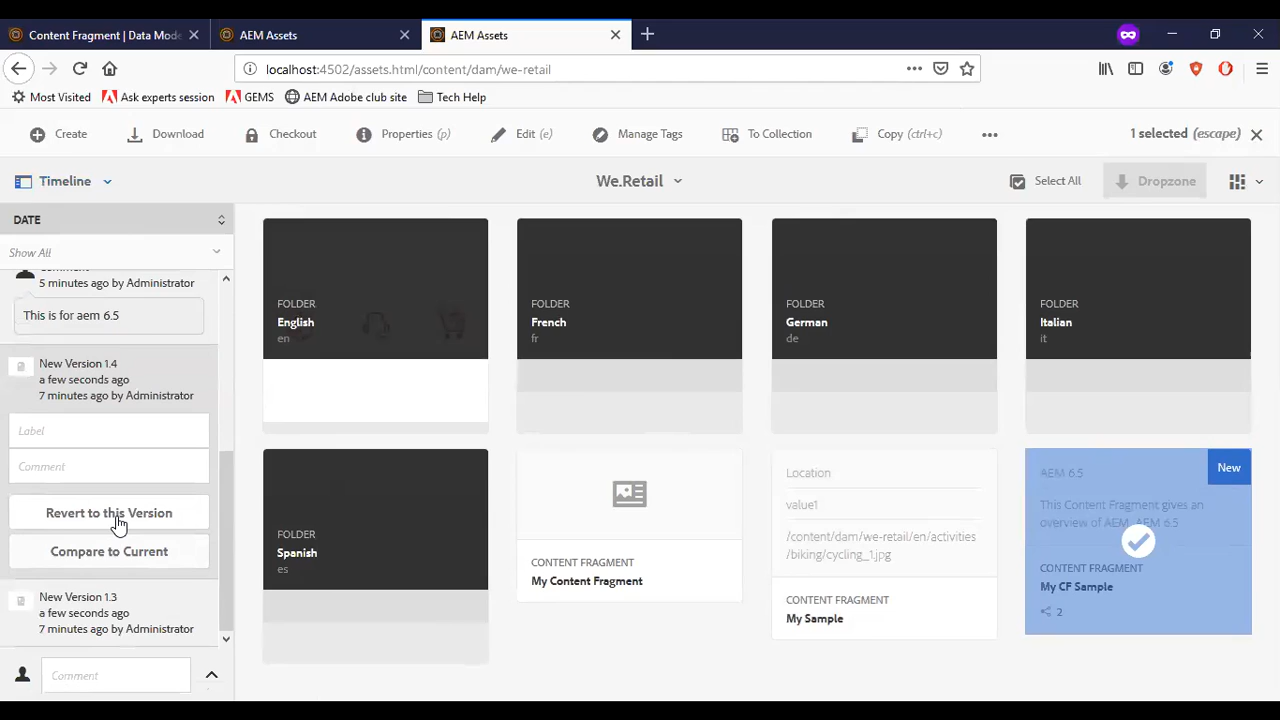 Content Fragment | Data Mode
AEM Assets
AEM Assets
localhost:4502/assets.html/content/dam/we-retail
Most Visited
Ask experts session
GEMS
AEM Adobe club site
Tech Help
Create
Download
Checkout
Properties (p)
Edit (e)
Manage Tags
To Collection
Copy (ctrl+c)
1 selected (escape)
Timeline
We.Retail
Select All
Dropzone
DATE
Show All
Comment
5 minutes ago by Administrator
This is for aem 6.5
New Version 1.4
a few seconds ago
7 minutes ago by Administrator
Label
Comment
Revert to this Version
Compare to Current
New Version 1.3
a few seconds ago
7 minutes ago by Administrator
Comment
FOLDER
English
en
FOLDER
French
fr
FOLDER
German
de
FOLDER
Italian
it
FOLDER
Spanish
es
CONTENT FRAGMENT
My Content Fragment
Location
value1
/content/dam/we-retail/en/activities
/biking/cycling_1.jpg
CONTENT FRAGMENT
My Sample
AEM 6.5
New
This Content Fragment gives an
overview of AEM. AEM 6.5
CONTENT FRAGMENT
My CF Sample
2